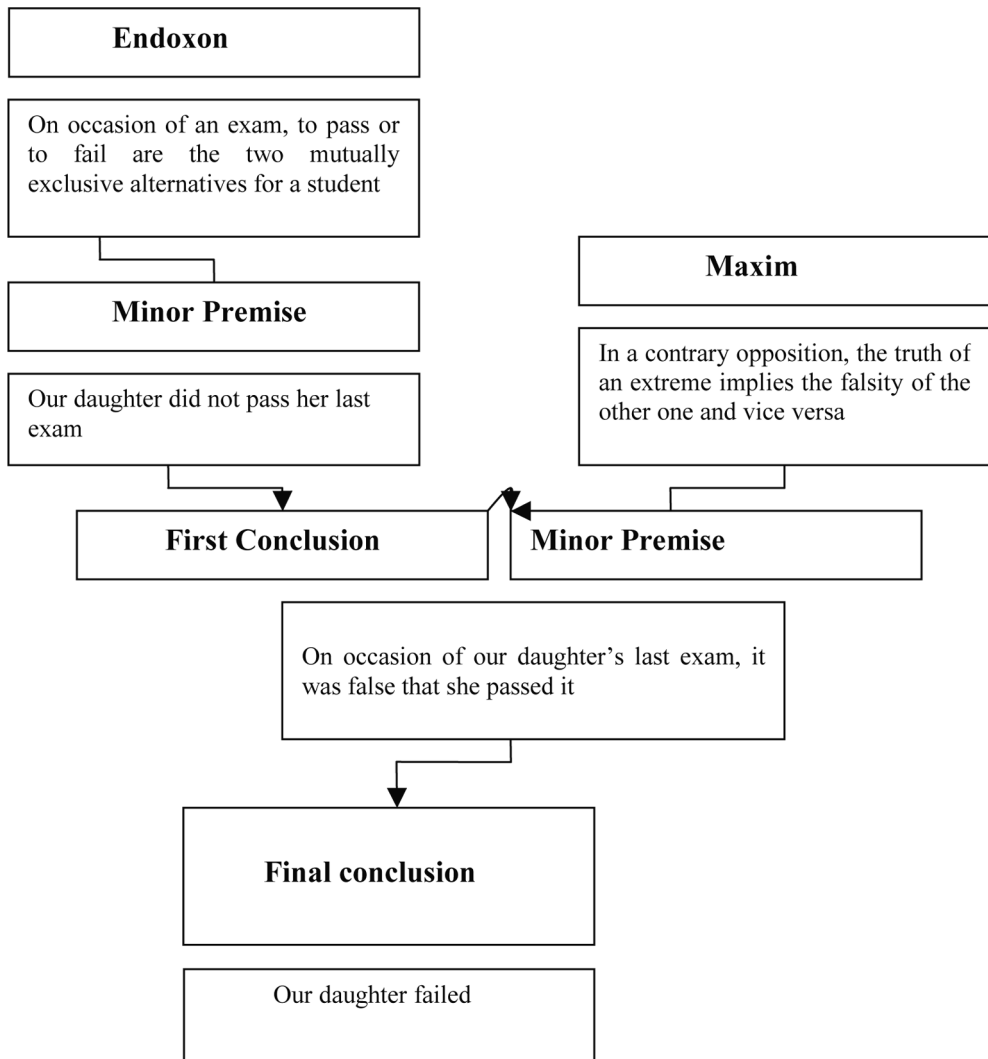 Endoxon
On occasion of an exam, to pass or
to fail are the two mutually
exclusive alternatives for a student
Minor Premise
Our daughter did not pass her last
exam
Maxim
In a contrary opposition, the truth of
an extreme implies the falsity of the
other one and vice versa
First Conclusion
Minor Premise
On occasion of our daughter’s last exam, it
was false that she passed it
Final conclusion
Our daughter failed